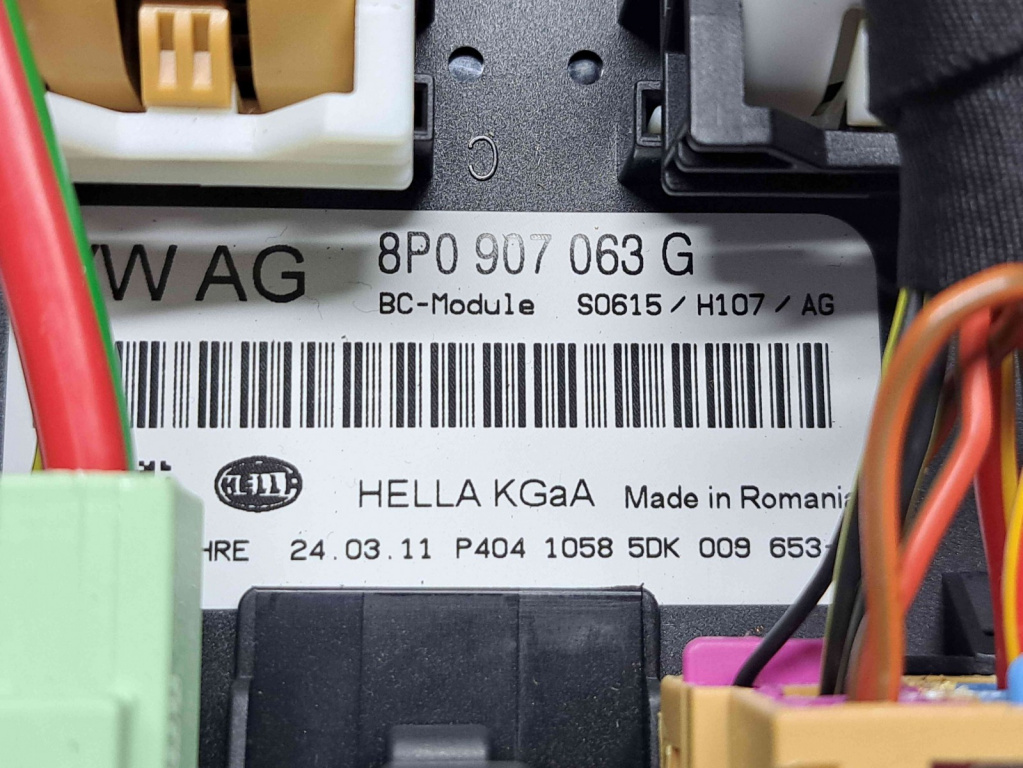 VW AG 8P0 907 063 G
BC-Module S0615 / H107 / AG
HELLA HELLA KGaA Made in Romania
HRE 24.03.11 P404 1058 5DK 009 653-